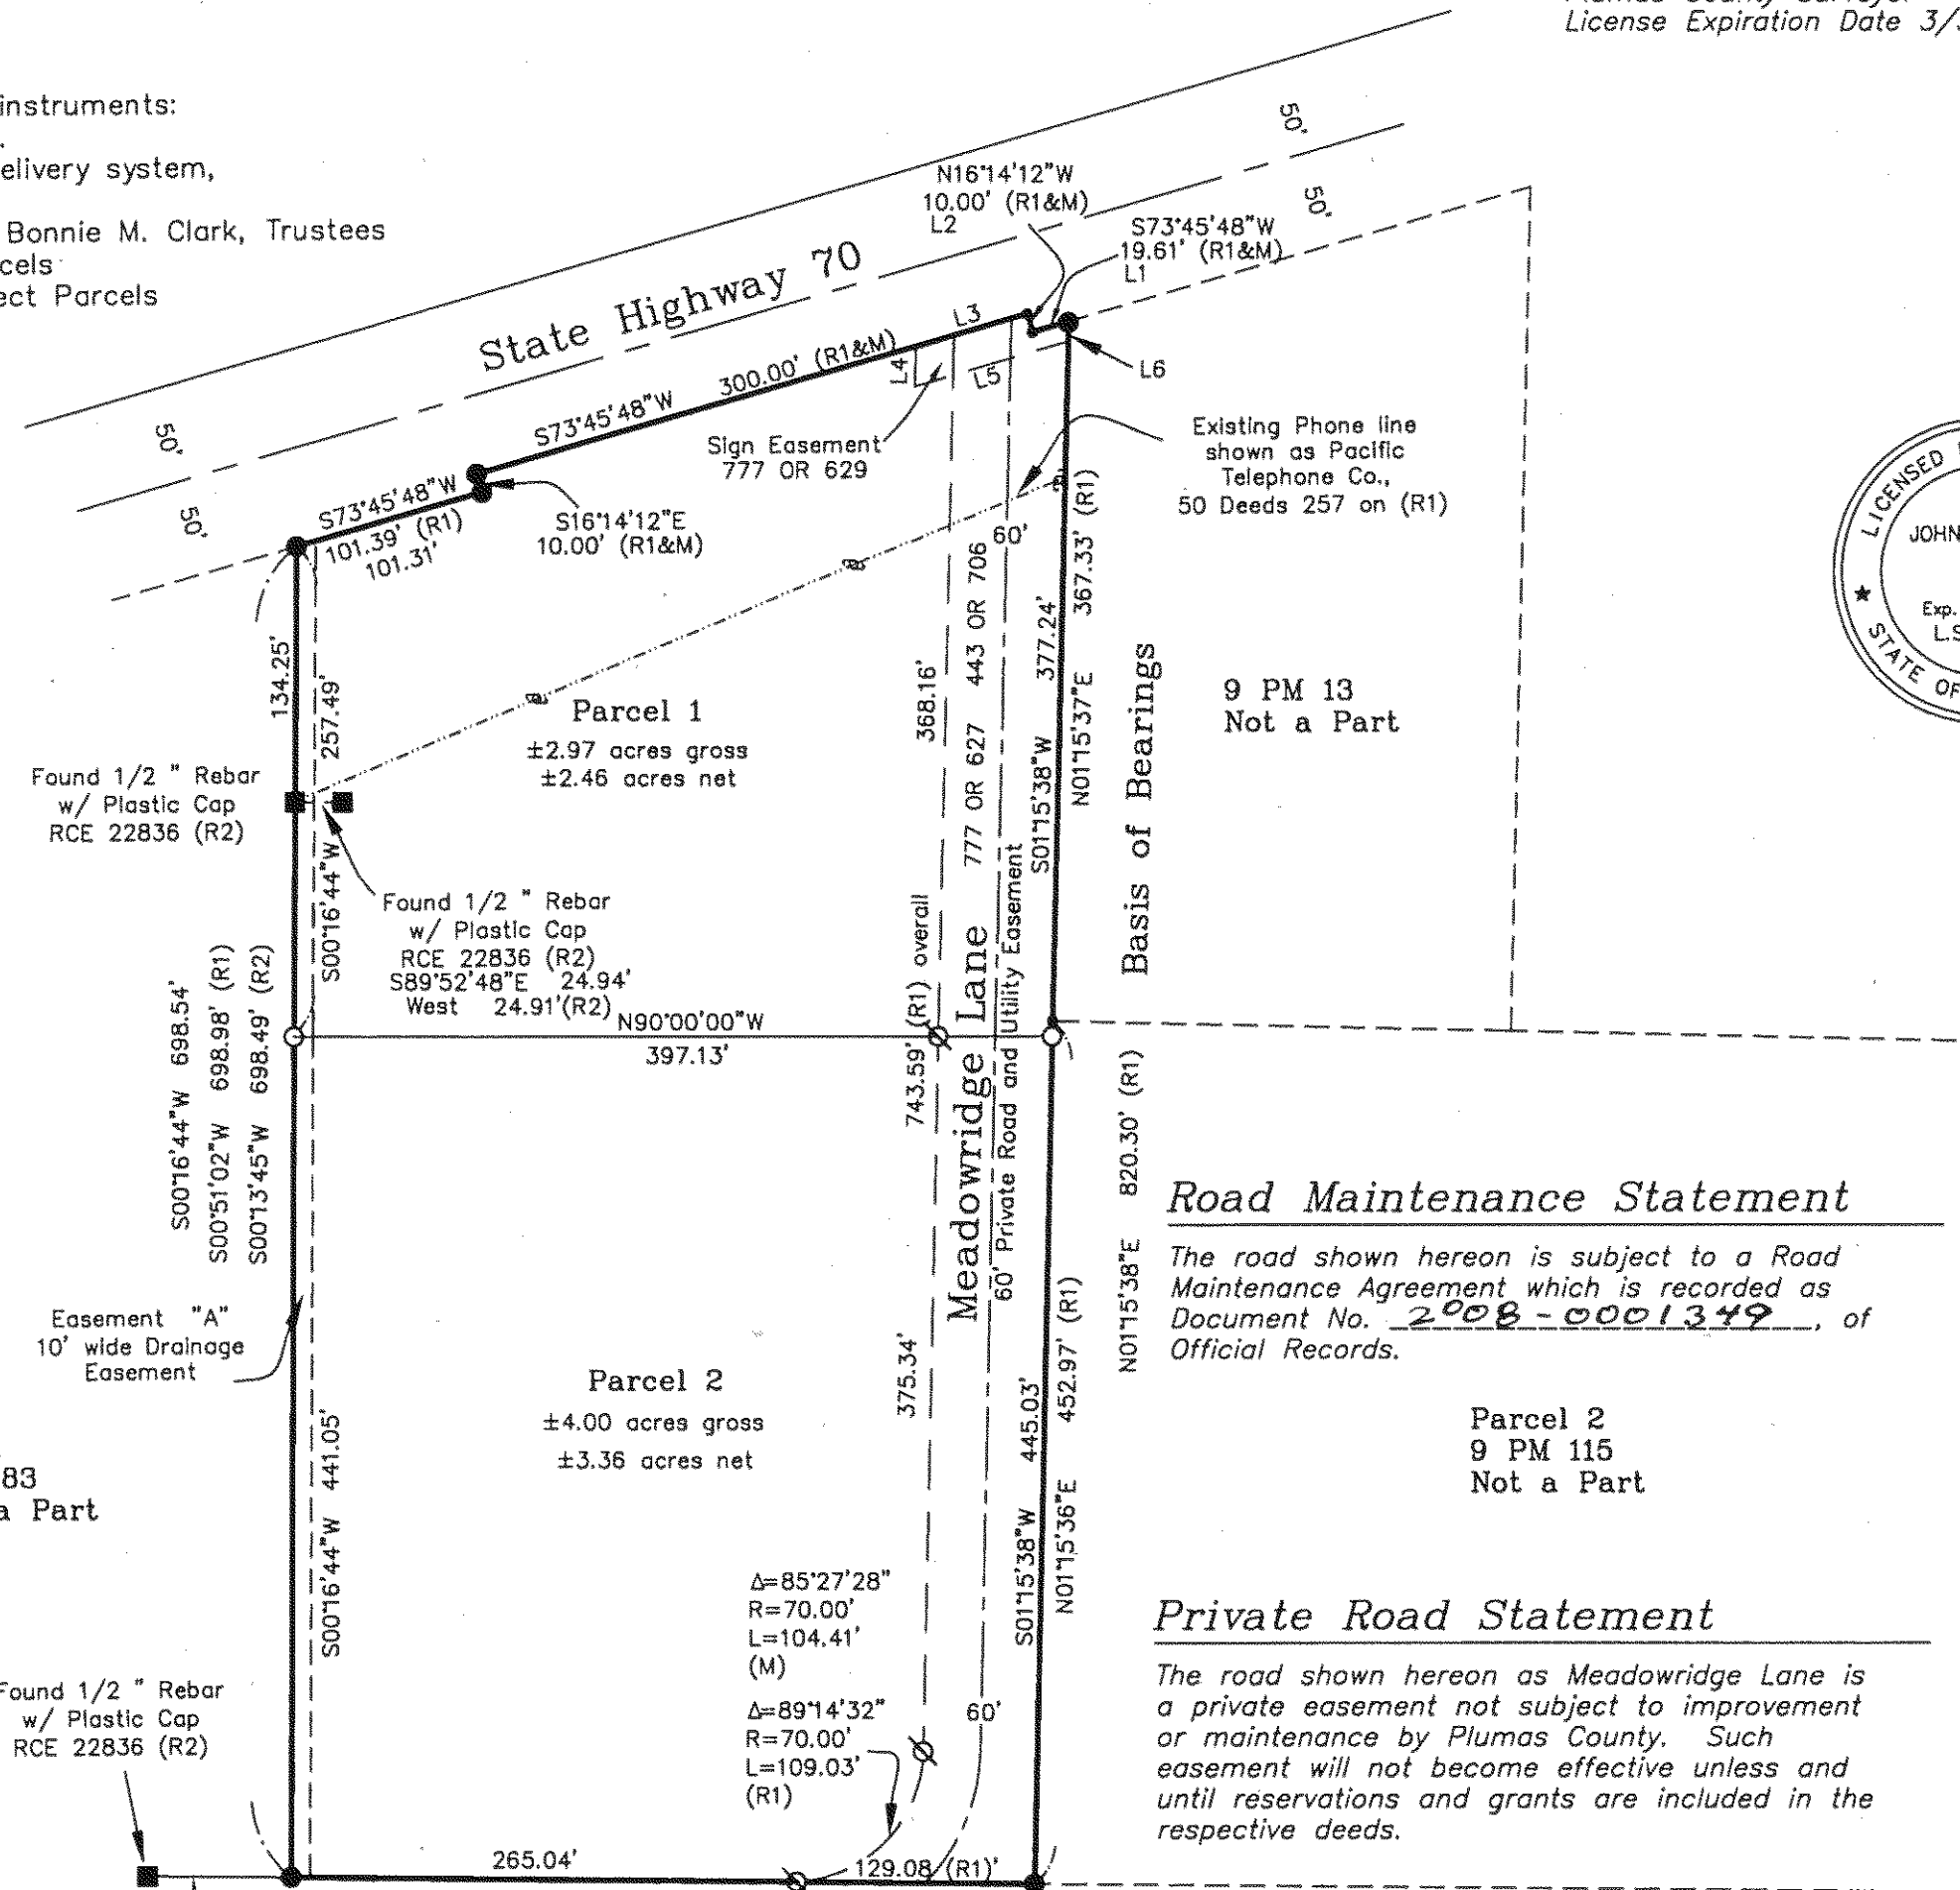 License Expiration Date 3/3
instruments:
elivery system,
Bonnie M. Clark, Trustees
cels
ect Parcels
State Highway 70
50'
50'
50'
50'
N16°14'12"W
10.00' (R1&M)
L2
S73°45'48"W
19.61' (R1&M)
L1
L3
L4
L5
L6
S73°45'48"W 300.00' (R1&M)
Sign Easement
777 OR 629
S73°45'48"W
101.39' (R1)
101.31'
S16°14'12"E
10.00' (R1&M)
Existing Phone line
shown as Pacific
Telephone Co.,
50 Deeds 257 on (R1)
LICENSED
JOHN
Exp.
L.S
STATE OF
60'
134.25'
257.49'
S00°16'44"W
Parcel 1
±2.97 acres gross
±2.46 acres net
368.16'
777 OR 627 443 OR 706
S01°15'38"W 377.24'
N01°15'37"E 367.33' (R1)
Basis of Bearings
9 PM 13
Not a Part
Found 1/2 " Rebar
w/ Plastic Cap
RCE 22836 (R2)
Found 1/2 " Rebar
w/ Plastic Cap
RCE 22836 (R2)
S89°52'48"E 24.94'
West 24.91'(R2)
N90°00'00"W
397.13'
743.59' (R1) overall
Meadowridge Lane
60' Private Road and Utility Easement
S00°16'44"W 698.54'
S00°51'02"W 698.98' (R1)
S00°13'45"W 698.49' (R2)
N01°15'38"E 820.30' (R1)
Road Maintenance Statement
The road shown hereon is subject to a Road
Maintenance Agreement which is recorded as
Document No. 2008-0001349, of
Official Records.
Easement "A"
10' wide Drainage
Easement
Parcel 2
±4.00 acres gross
±3.36 acres net
375.34'
S01°15'38"W 445.03'
N01°15'36"E 452.97' (R1)
Parcel 2
9 PM 115
Not a Part
83
a Part
S00°16'44"W 441.05'
Δ=85°27'28"
R=70.00'
L=104.41'
(M)
Δ=89°14'32"
R=70.00'
L=109.03'
(R1)
60'
Private Road Statement
The road shown hereon as Meadowridge Lane is
a private easement not subject to improvement
or maintenance by Plumas County. Such
easement will not become effective unless and
until reservations and grants are included in the
respective deeds.
Found 1/2 " Rebar
w/ Plastic Cap
RCE 22836 (R2)
265.04'
129.08 (R1)'